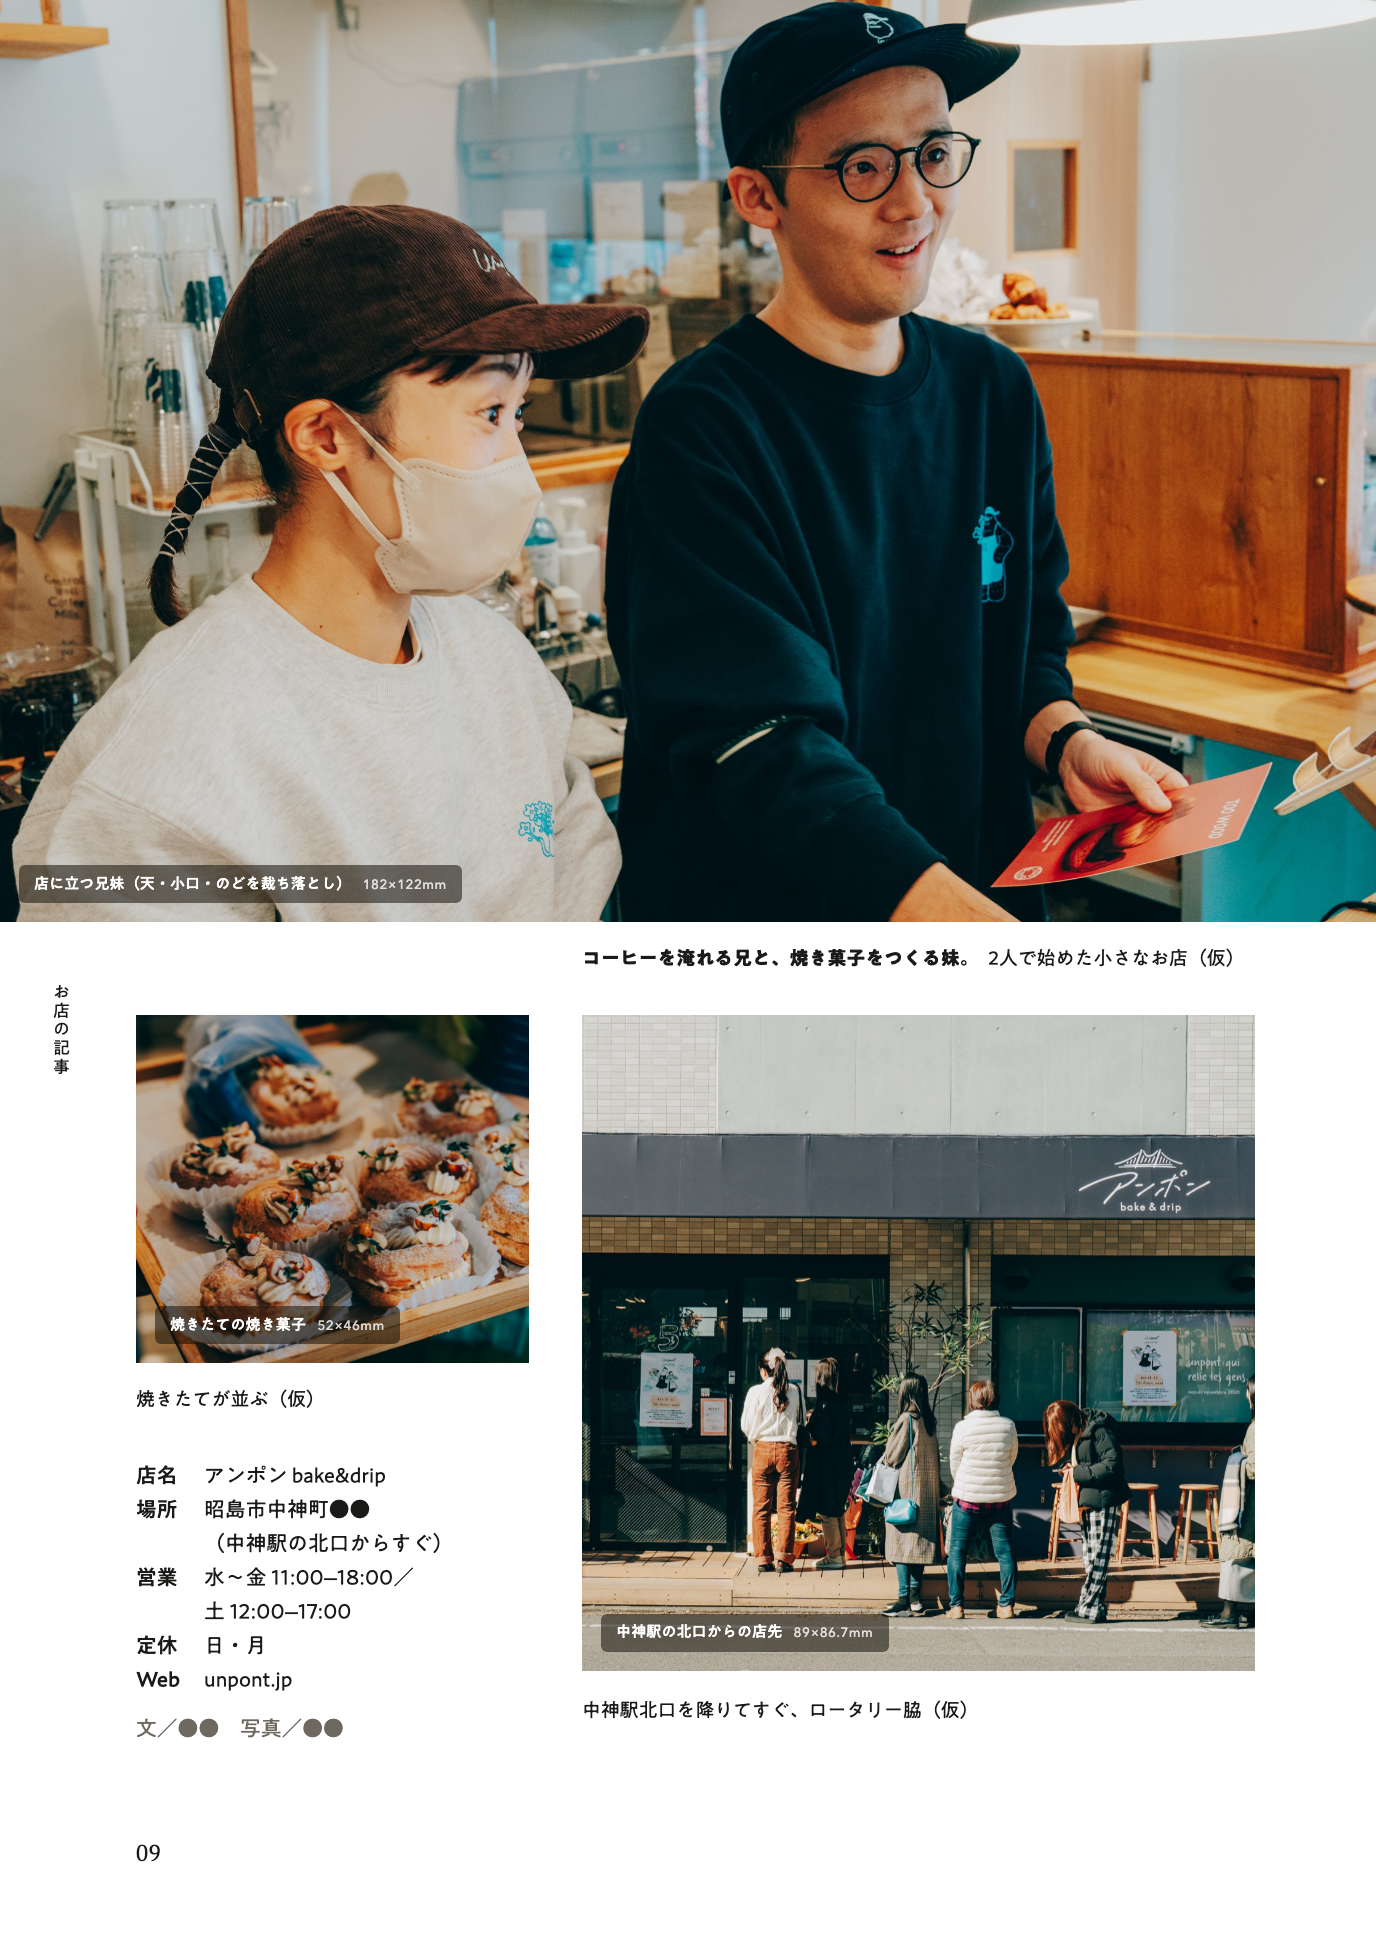 TOO WOOD
店に立つ兄妹（天・小口・のどを裁ち落とし） 182×122mm
コーヒーを淹れる兄と、焼き菓子をつくる妹。 2人で始めた小さなお店（仮）
お店の記事
焼きたての焼き菓子 52×46mm
焼きたてが並ぶ（仮）
店名 アンポン bake&drip
場所 昭島市中神町●●
（中神駅の北口からすぐ）
営業 水～金 11:00–18:00／
土 12:00–17:00
定休 日・月
Web unpont.jp
文／●● 写真／●●
アンポン
bake & drip
unpont: qui
relie les gens
中神駅の北口からの店先 89×86.7mm
中神駅北口を降りてすぐ、ロータリー脇（仮）
09